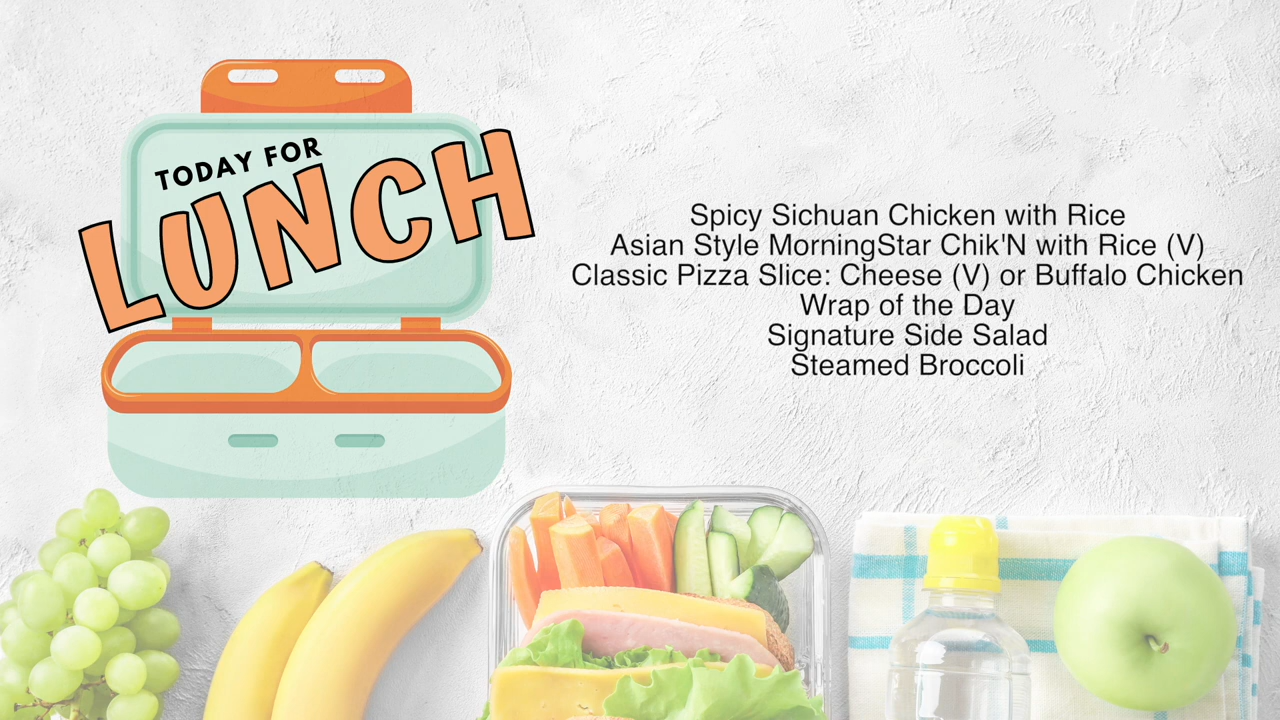 TODAY FOR
LUNCH
Spicy Sichuan Chicken with Rice
Asian Style MorningStar Chik'N with Rice (V)
Classic Pizza Slice: Cheese (V) or Buffalo Chicken
Wrap of the Day
Signature Side Salad
Steamed Broccoli